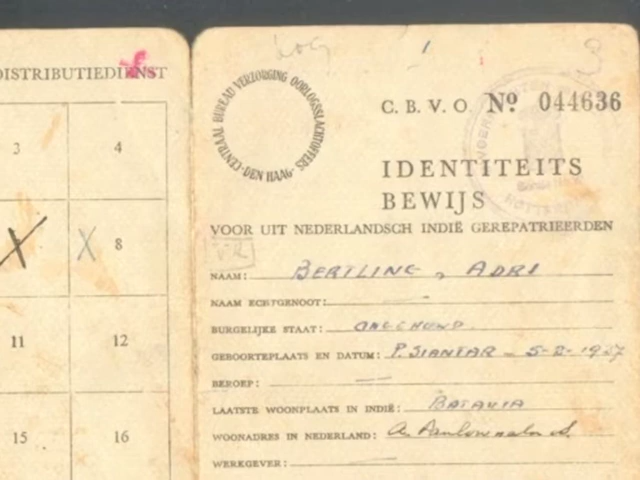 DISTRIBUTIEDIENST
3 4
8
11 12
15 16
CENTRAAL BUREAU VERZORGING OORLOGSSLACHTOFFERS
-DEN HAAG-
C. B. V. O. Nº 044636
IDENTITEITS
BEWIJS
VOOR UIT NEDERLANDSCH INDIË GEREPATRIEERDEN
NAAM: BERTLING, ADRI
NAAM ECHTGENOOT:
BURGELIJKE STAAT: ONGEHUWD
GEBOORTEPLAATS EN DATUM: P. SIANTAR - 5-2-1937
BEROEP:
LAATSTE WOONPLAATS IN INDIË: BATAVIA
WOONADRES IN NEDERLAND:
WERKGEVER: